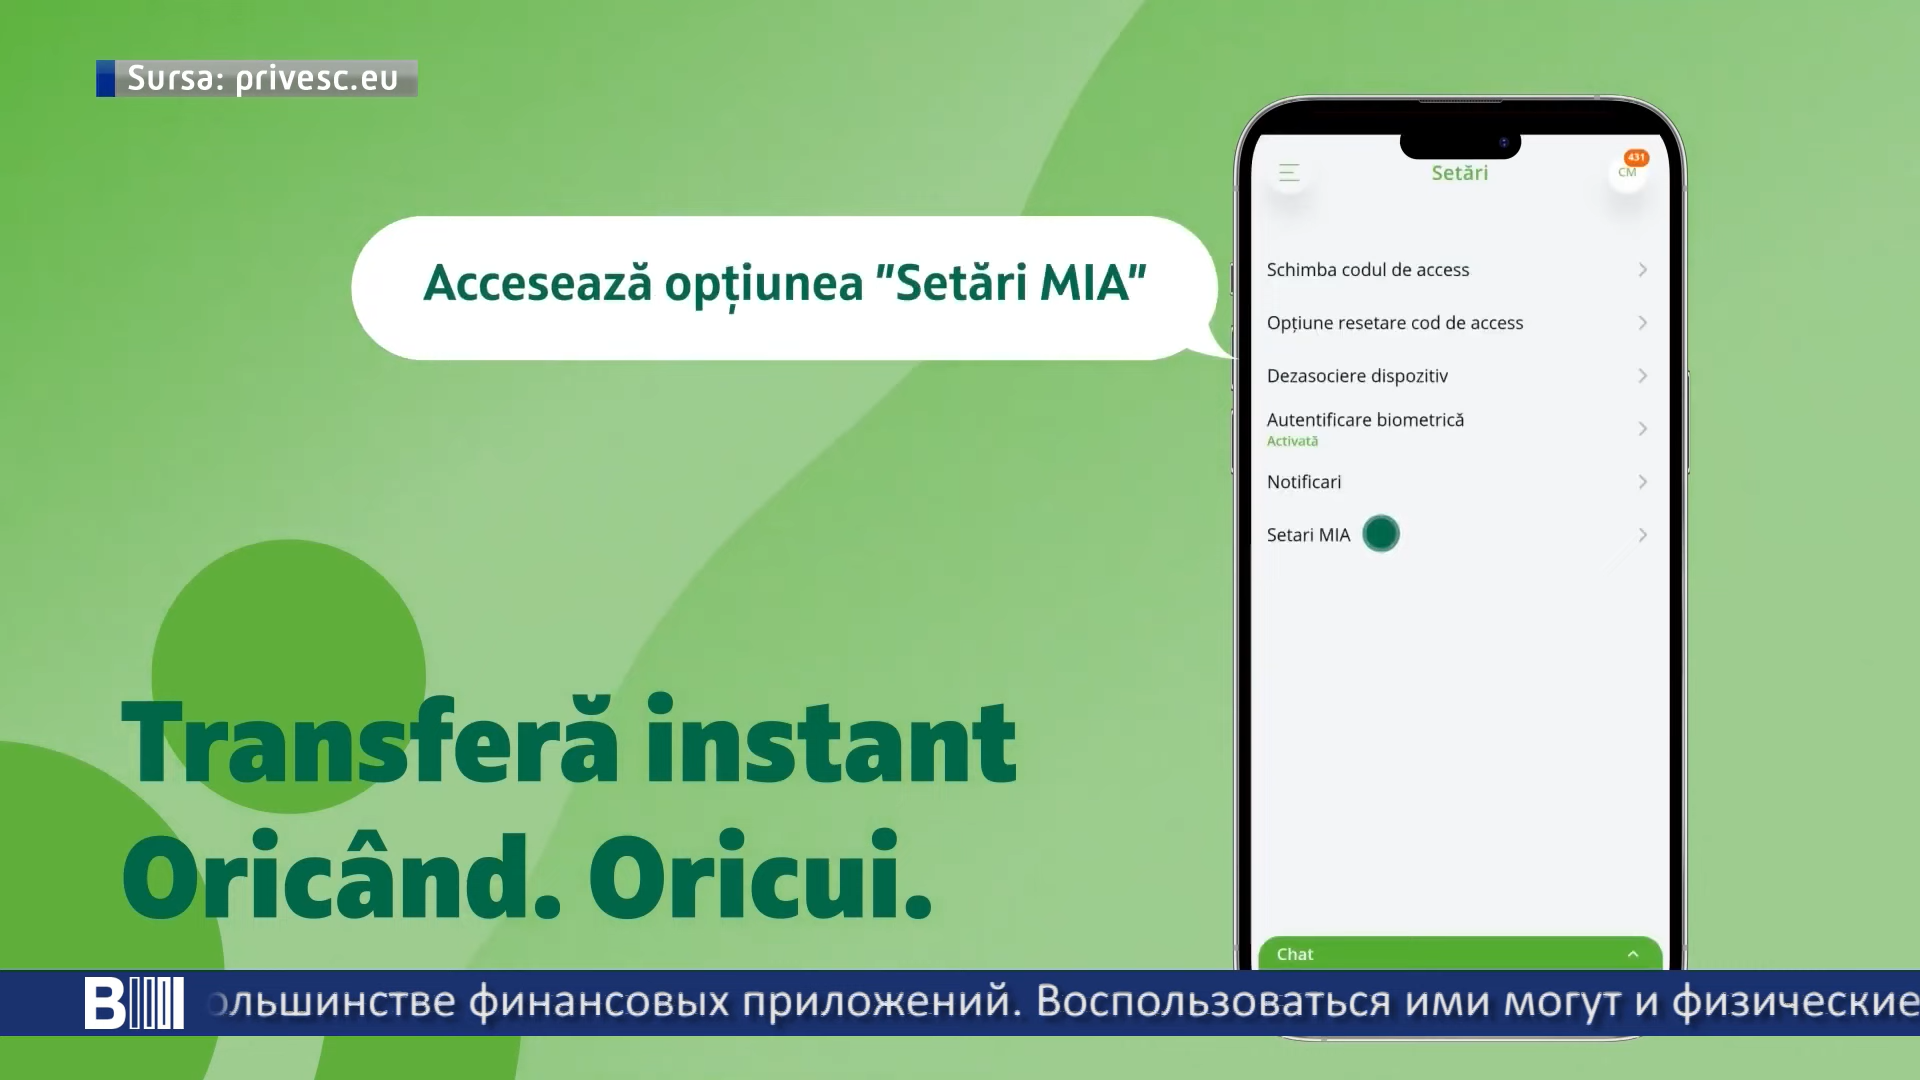 Sursa: privesc.eu
431
CM
Setări
Accesează opțiunea "Setări MIA"
Schimba codul de access
Opțiune resetare cod de access
Dezasociere dispozitiv
Autentificare biometrică
Activată
Notificari
Setari MIA
Transferă instant
Oricând. Oricui.
Chat
ольшинстве финансовых приложений. Воспользоваться ими могут и физические